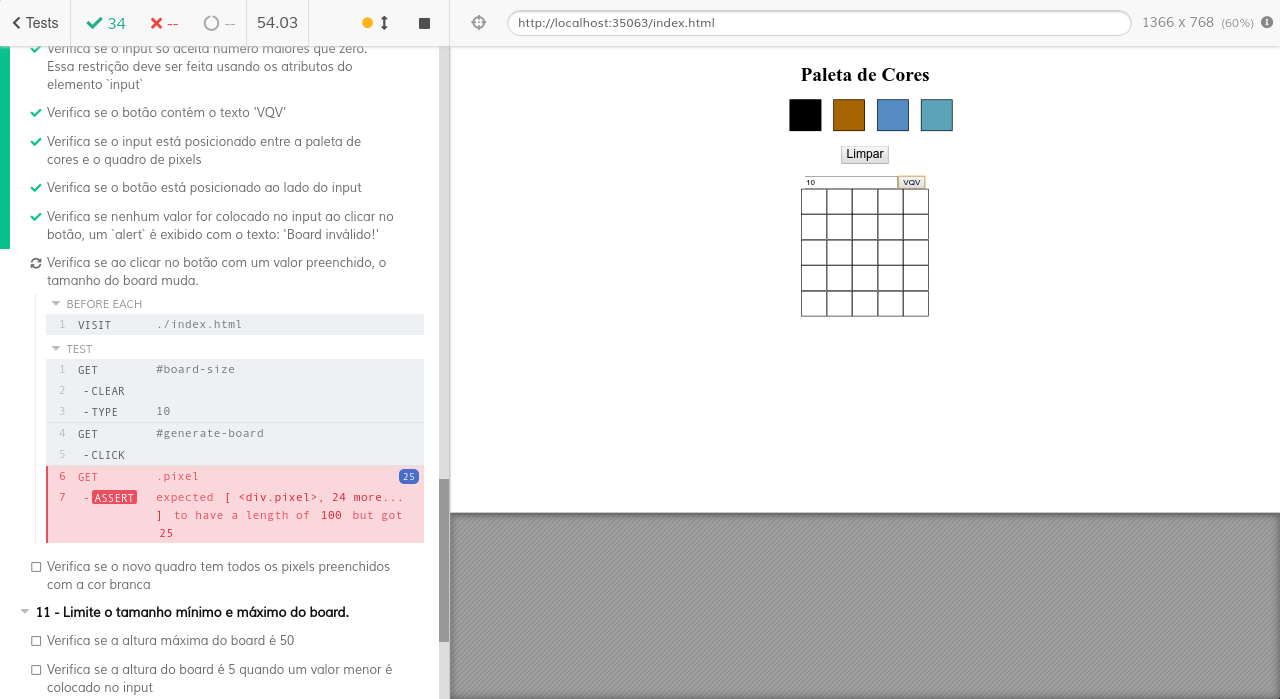 Tests
34
--
--
54.03
http://localhost:35063/index.html
1366 x 768 (60%)
Verifica se o input só aceita número maiores que zero.
Essa restrição deve ser feita usando os atributos do
elemento `input`
Verifica se o botão contém o texto 'VQV'
Verifica se o input está posicionado entre a paleta de
cores e o quadro de pixels
Verifica se o botão está posicionado ao lado do input
Verifica se nenhum valor for colocado no input ao clicar no
botão, um `alert` é exibido com o texto: 'Board inválido!'
Verifica se ao clicar no botão com um valor preenchido, o
tamanho do board muda.
BEFORE EACH
1 VISIT ./index.html
TEST
1 GET #board-size
2 -CLEAR
3 -TYPE 10
4 GET #generate-board
5 -CLICK
6 GET .pixel 25
7 -ASSERT expected [ <div.pixel>, 24 more...
] to have a length of 100 but got
25
Verifica se o novo quadro tem todos os pixels preenchidos
com a cor branca
11 - Limite o tamanho mínimo e máximo do board.
Verifica se a altura máxima do board é 50
Verifica se a altura do board é 5 quando um valor menor é
colocado no input
Paleta de Cores
Limpar
10 VQV